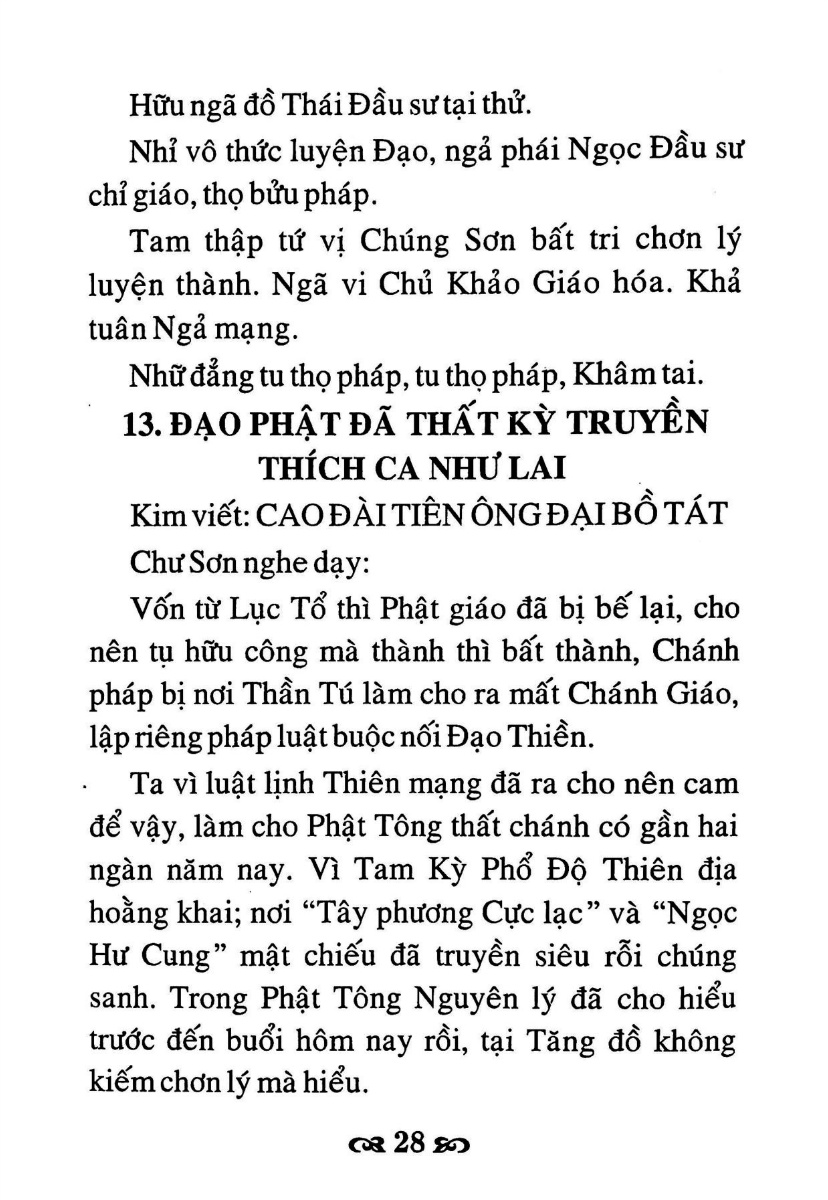 Hữu ngã đồ Thái Đầu sư tại thử.
Nhỉ vô thức luyện Đạo, ngả phái Ngọc Đầu sư
chỉ giáo, thọ bửu pháp.
Tam thập tứ vị Chúng Sơn bất tri chơn lý
luyện thành. Ngã vi Chủ Khảo Giáo hóa. Khả
tuân Ngả mạng.
Như đẳng tu thọ pháp, tu thọ pháp, Khâm tai.
13. ĐẠO PHẬT ĐÃ THẤT KỲ TRUYỀN
THÍCH CA NHƯ LAI
Kim viết: CAO ĐÀI TIÊN ÔNG ĐẠI BỒ TÁT
Chư Sơn nghe dạy:
Vốn từ Lục Tổ thì Phật giáo đã bị bế lại, cho
nên tụ hữu công mà thành thì bất thành, Chánh
pháp bị nơi Thần Tú làm cho ra mất Chánh Giáo,
lập riêng pháp luật buộc nối Đạo Thiền.
Ta vì luật lịnh Thiên mạng đã ra cho nên cam
để vậy, làm cho Phật Tông thất chánh có gần hai
ngàn năm nay. Vì Tam Kỳ Phổ Độ Thiên địa
hoằng khai; nơi “Tây phương Cực lạc” và “Ngọc
Hư Cung” mật chiếu đã truyền siêu rỗi chúng
sanh. Trong Phật Tông Nguyên lý đã cho hiểu
trước đến buổi hôm nay rồi, tại Tăng đồ không
kiếm chơn lý mà hiểu.
28